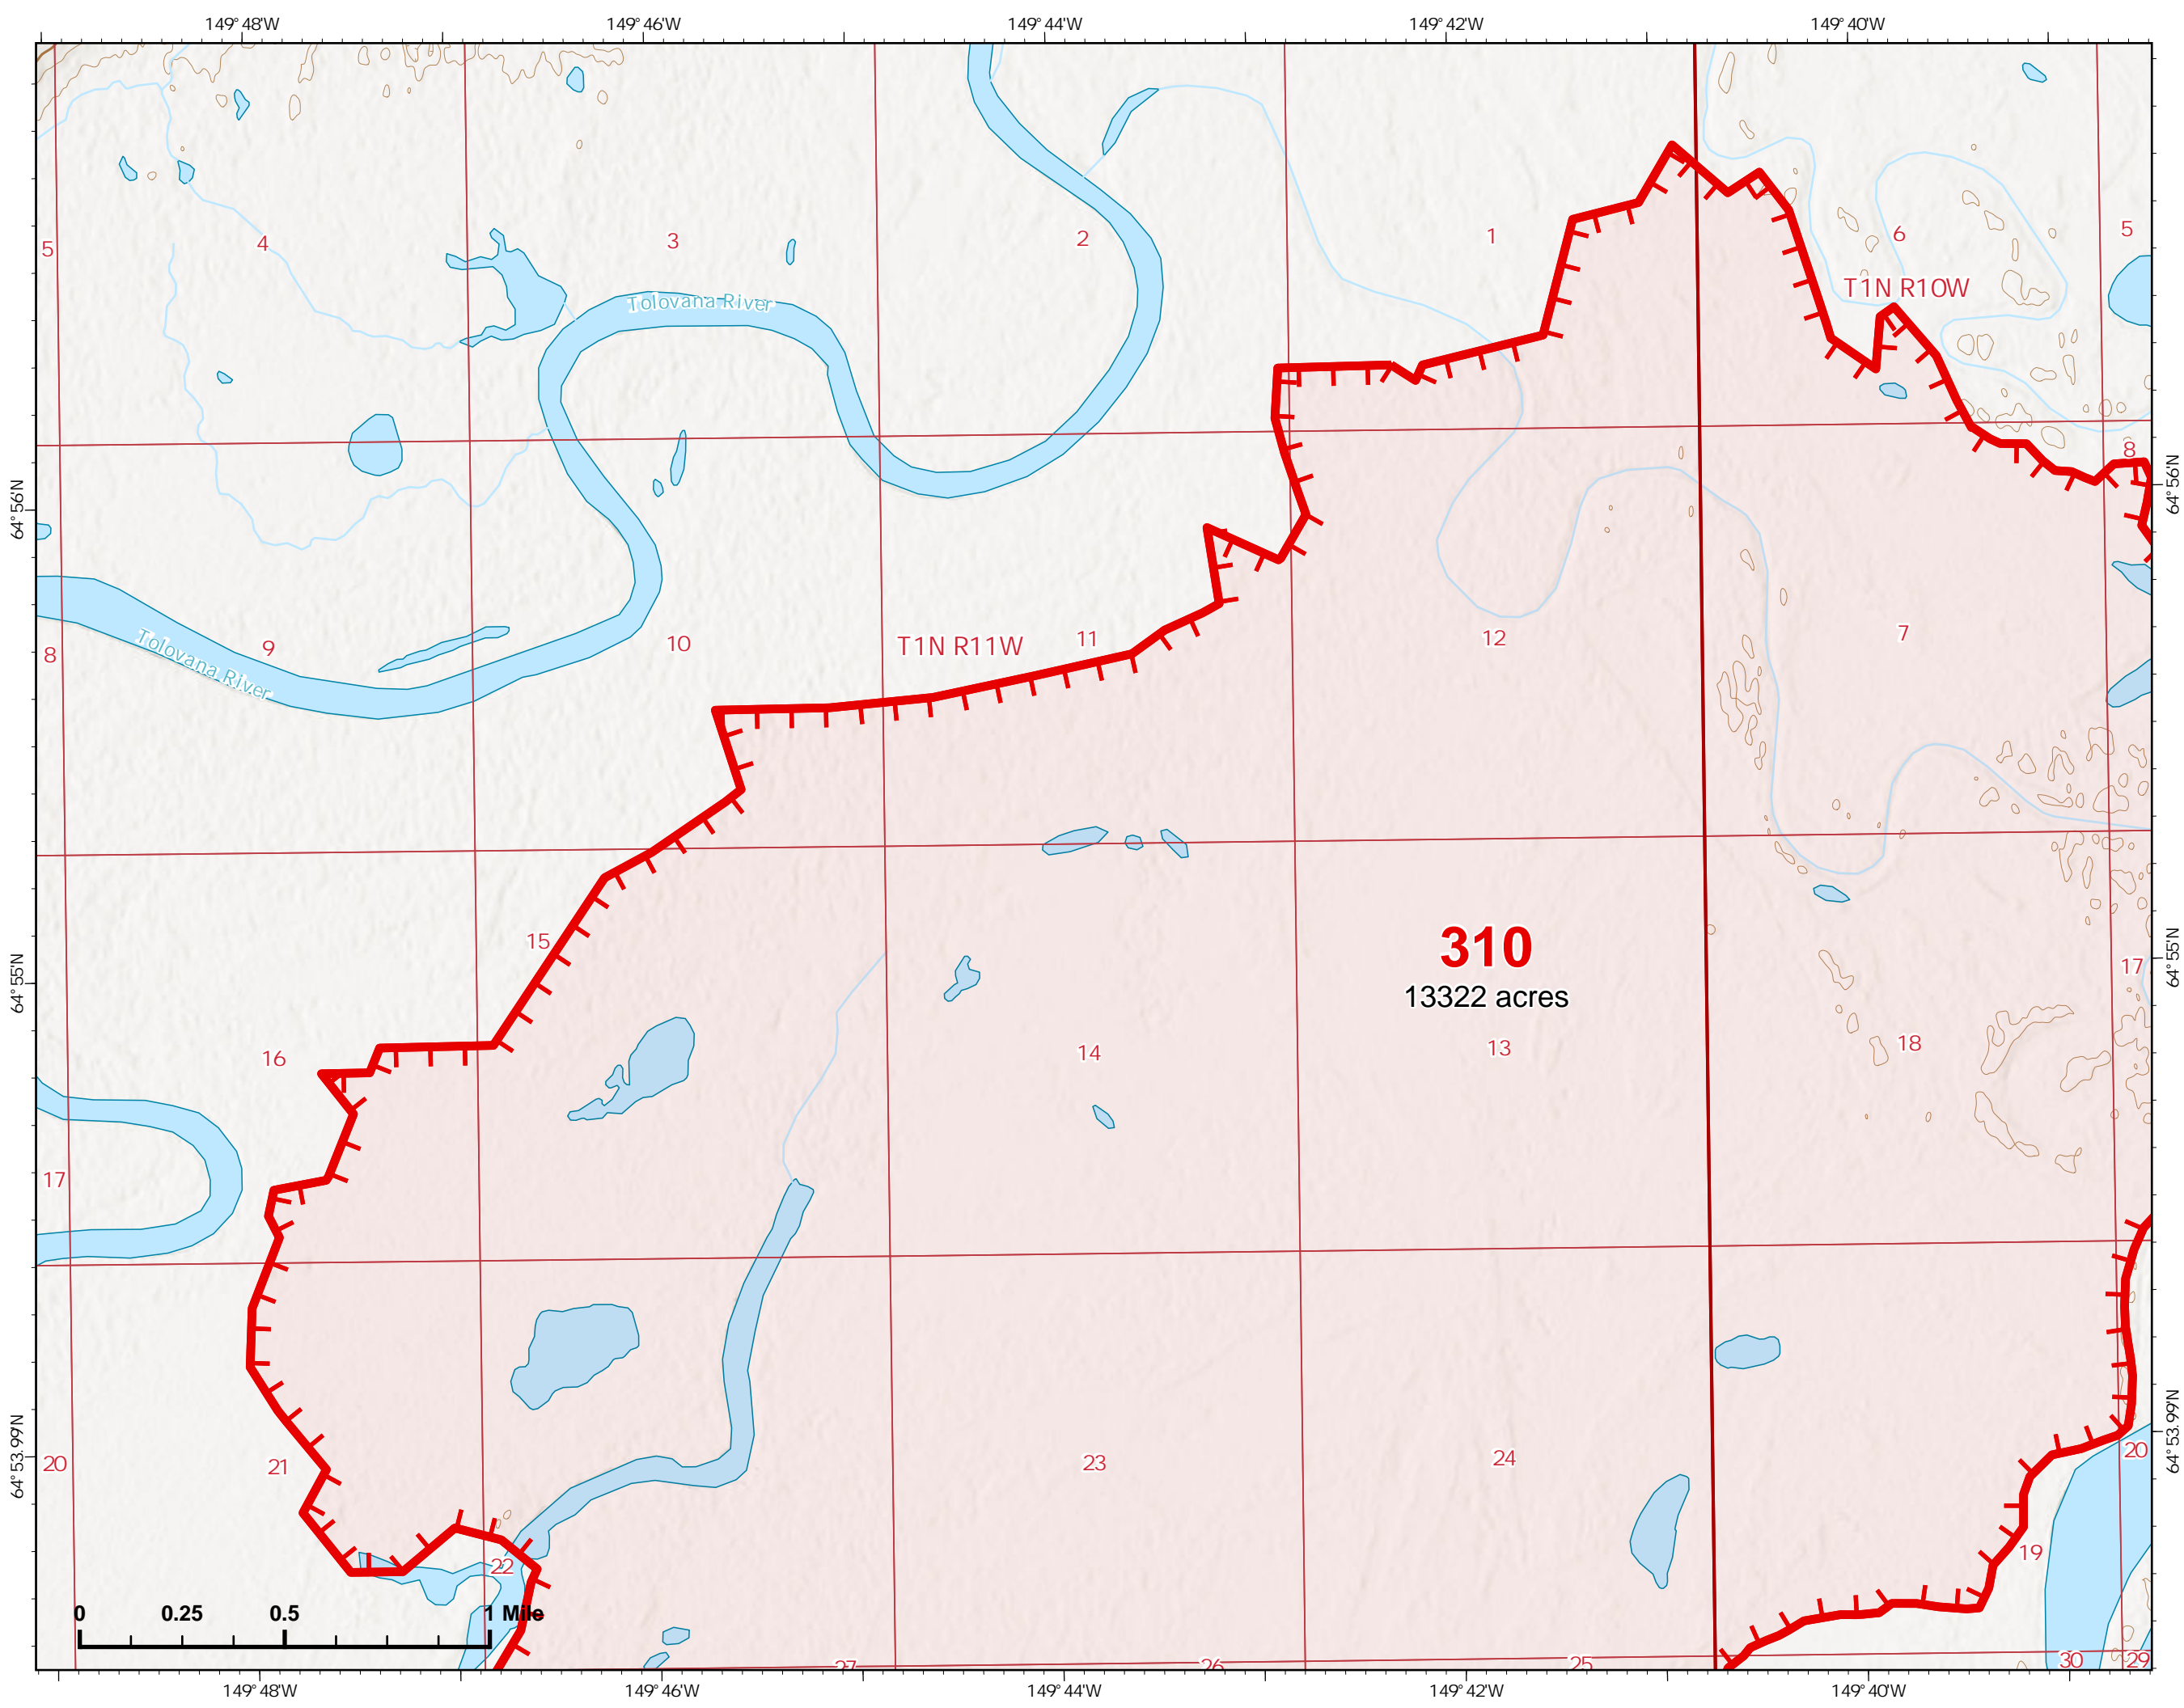 149°48'W 149°46'W 149°44'W 149°42'W 149°40'W
5 4 3 2 1 6 5
T1N R10W
Tolovana River
8
64°56'N 64°56'N
Tolovana River
8 9 10 T1N R11W 11 12 7
310
13322 acres
64°55'N 64°55'N
15 17
16 14 13 18
17
20 21 23 24 20
64°53.99'N 64°53.99'N
22 19
0 0.25 0.5 1 Mile
27 26 25 30 29
149°48'W 149°46'W 149°44'W 149°42'W 149°40'W